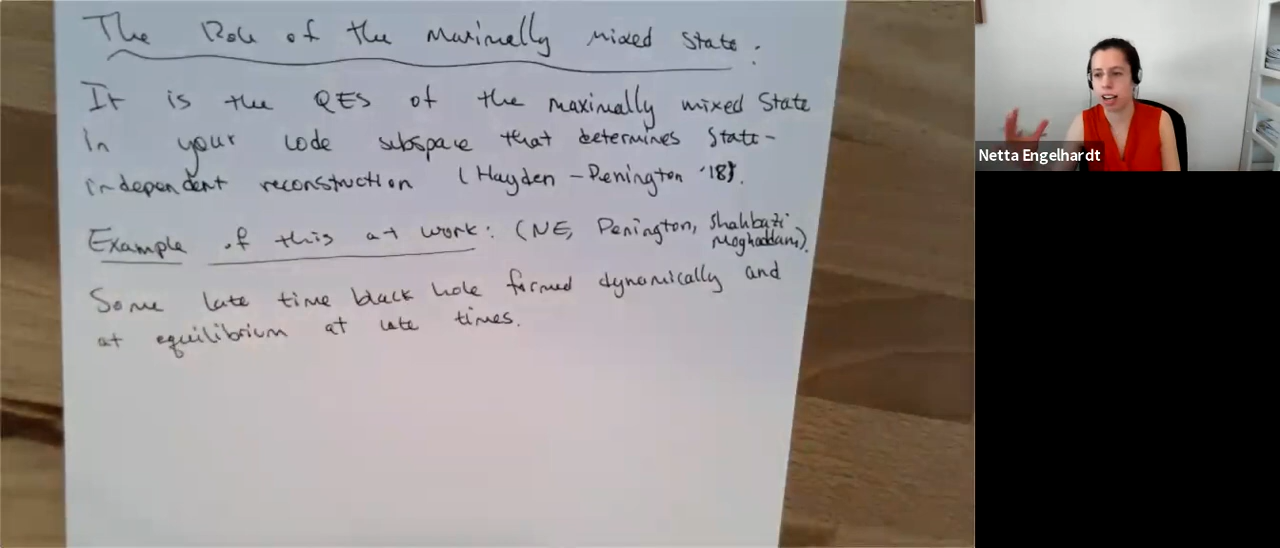 The Role of the Maximally Mixed State:
It is the QES of the maximally mixed State
in your code subspace that determines State-
independent reconstruction (Hayden - Penington '18).
Example of this at work: (NE, Penington, Shahbazi
Moghaddam).
Some late time black hole formed dynamically and
at equilibrium at late times.
Netta Engelhardt